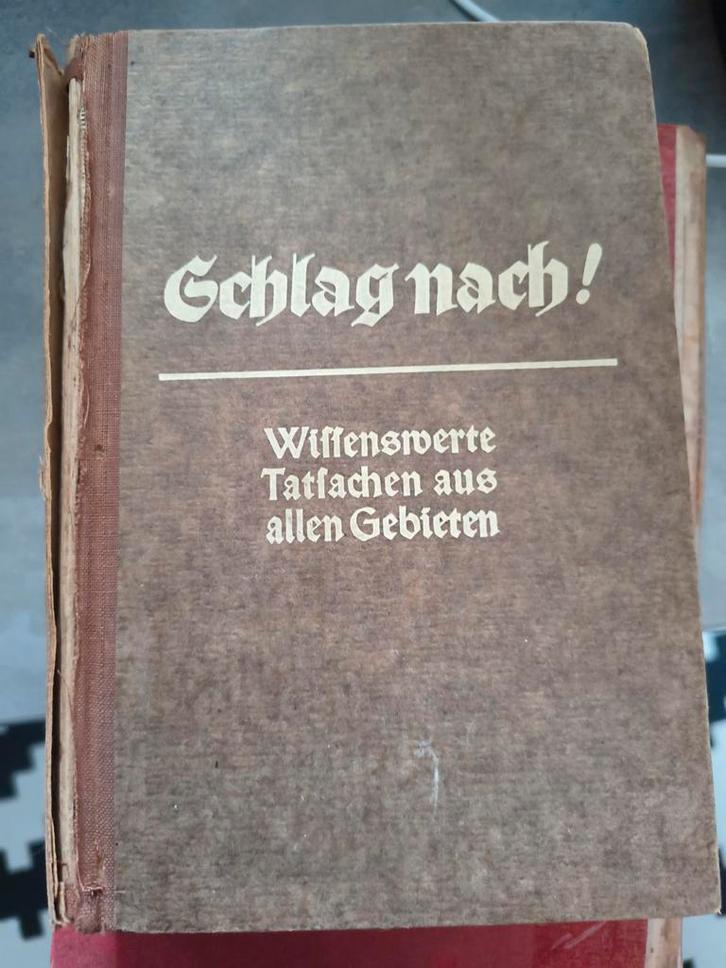 Schlag nach!
Wiſſenswerte
Tatſachen aus
allen Gebieten